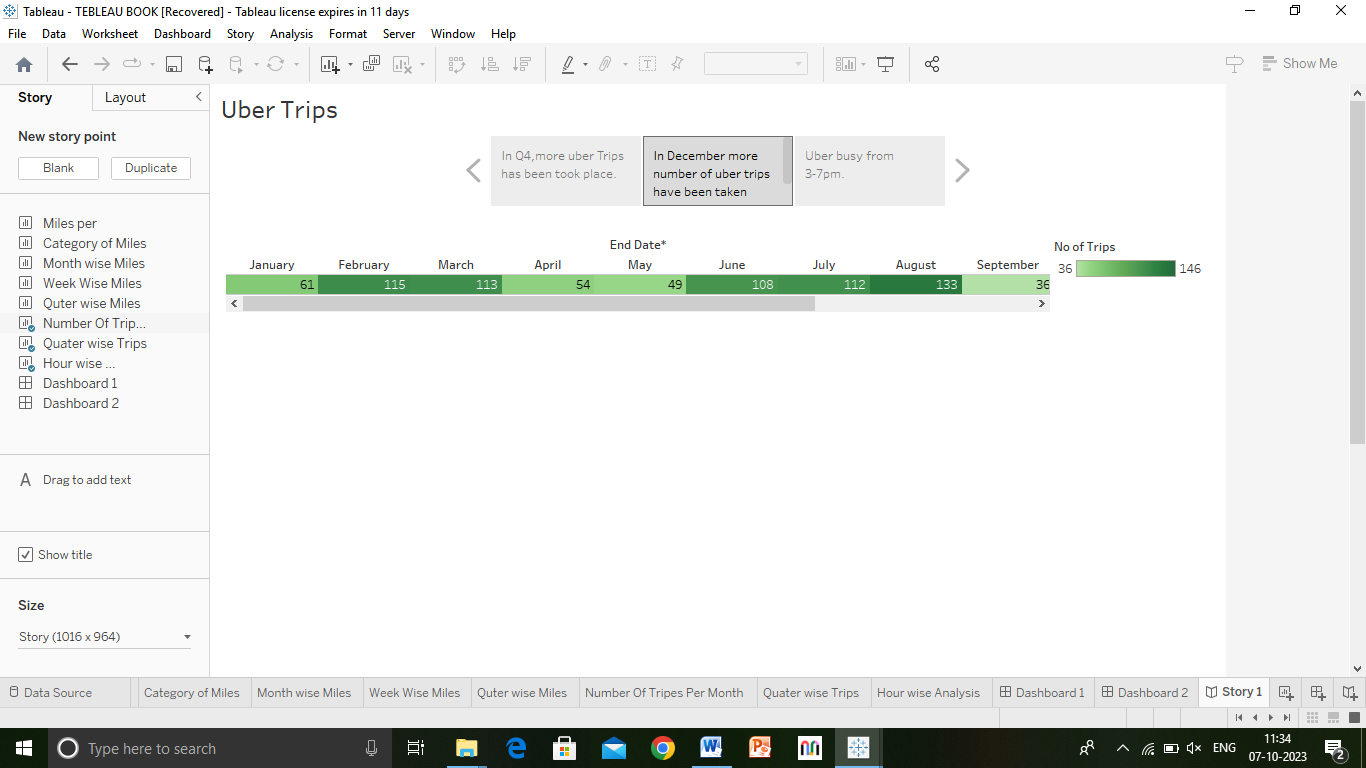 Tableau - TEBLEAU BOOK [Recovered] - Tableau license expires in 11 days
File Data Worksheet Dashboard Story Analysis Format Server Window Help
Show Me
Story Layout
New story point
Blank Duplicate
Miles per
Category of Miles
Month wise Miles
Week Wise Miles
Quter wise Miles
Number Of Trip...
Quater wise Trips
Hour wise ...
Dashboard 1
Dashboard 2
A Drag to add text
Show title
Size
Story (1016 x 964)
Uber Trips
In Q4,more uber Trips
has been took place.
In December more
number of uber trips
have been taken
Uber busy from
3-7pm.
End Date*
January February March April May June July August September
61 115 113 54 49 108 112 133 36
No of Trips
36 146
Data Source Category of Miles Month wise Miles Week Wise Miles Quter wise Miles Number Of Tripes Per Month Quater wise Trips Hour wise Analysis Dashboard 1 Dashboard 2 Story 1
Type here to search
ENG
11:34
07-10-2023
2